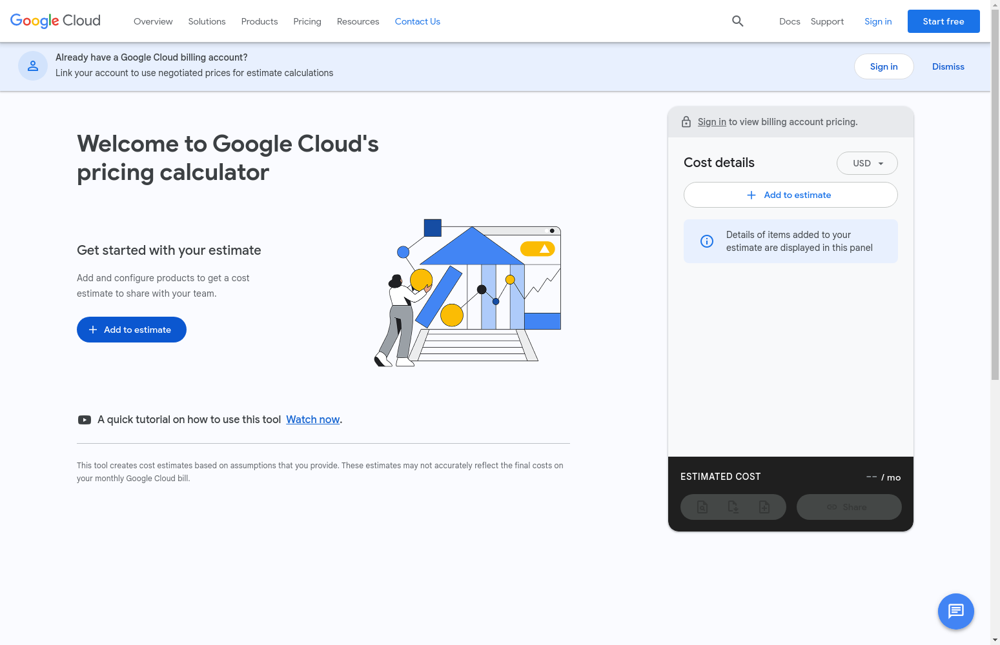 Google Cloud
Overview
Solutions
Products
Pricing
Resources
Contact Us
Docs
Support
Sign in
Start free
Already have a Google Cloud billing account?
Link your account to use negotiated prices for estimate calculations
Sign in
Dismiss
Welcome to Google Cloud's
pricing calculator
Get started with your estimate
Add and configure products to get a cost
estimate to share with your team.
Add to estimate
A quick tutorial on how to use this tool Watch now.
This tool creates cost estimates based on assumptions that you provide. These estimates may not accurately reflect the final costs on
your monthly Google Cloud bill.
Sign in to view billing account pricing.
Cost details
USD
Add to estimate
Details of items added to your
estimate are displayed in this panel
ESTIMATED COST
-- / mo
Share